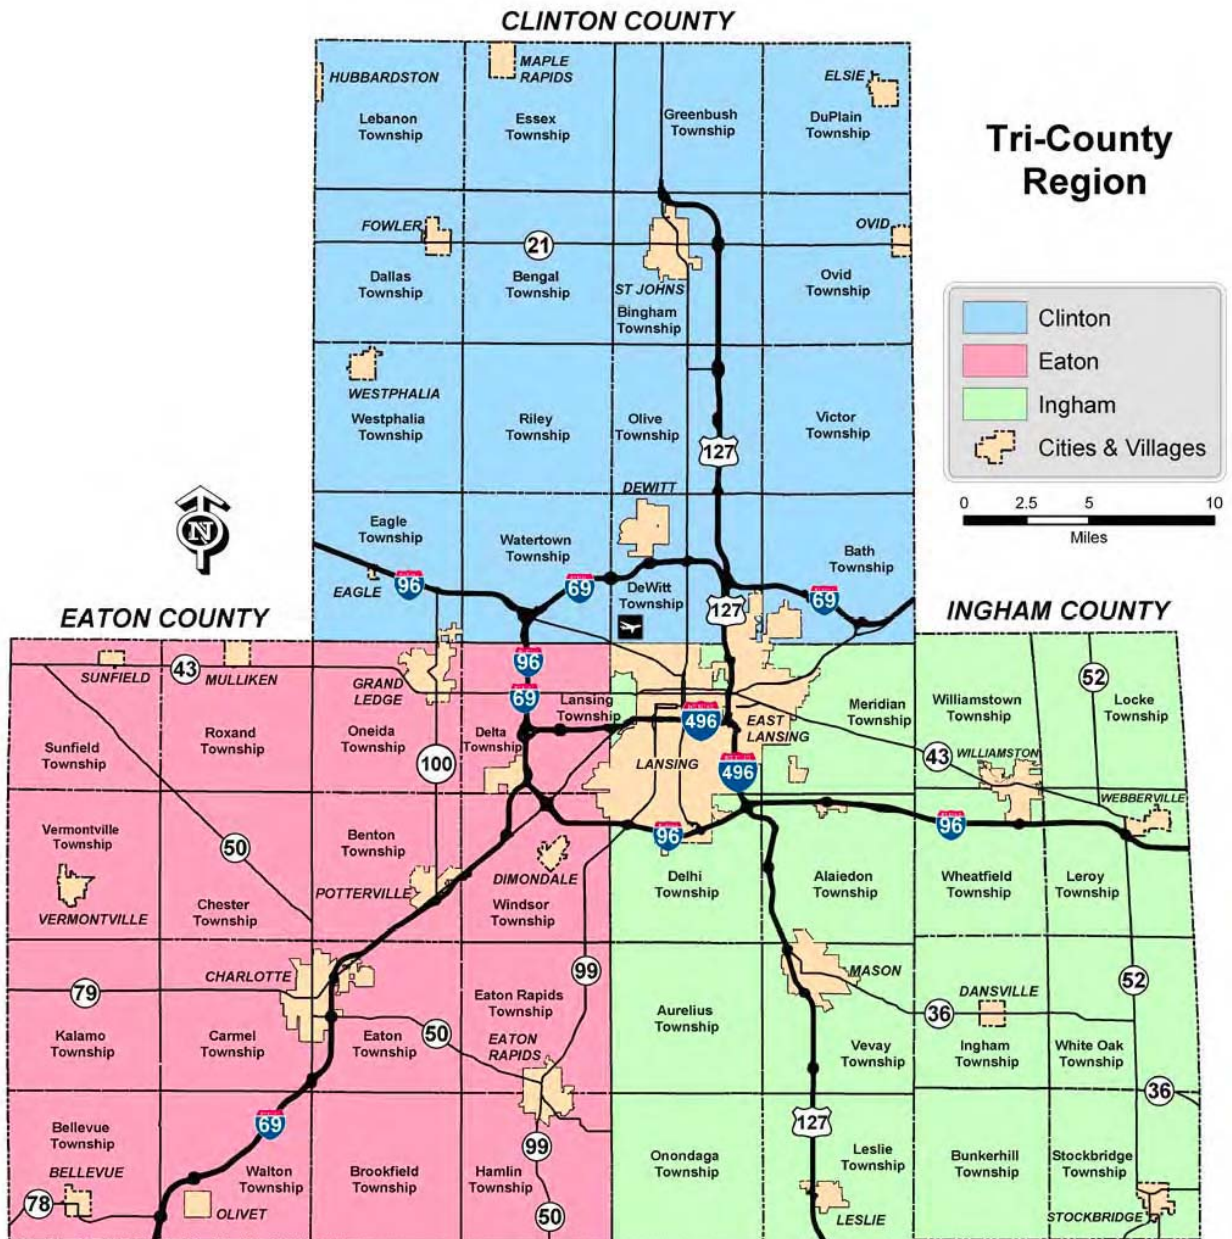 CLINTON COUNTY
HUBBARDSTON
MAPLE
RAPIDS
ELSIE
Lebanon
Township
Essex
Township
Greenbush
Township
DuPlain
Township
Tri-County
Region
FOWLER
21
OVID
Dallas
Township
Bengal
Township
ST JOHNS
Bingham
Township
Ovid
Township
Clinton
Eaton
Ingham
Cities & Villages
0 2.5 5 10
Miles
WESTPHALIA
Westphalia
Township
Riley
Township
Olive
Township
Victor
Township
127
DEWITT
N
Eagle
Township
Watertown
Township
Bath
Township
EAGLE
96
69
DeWitt
Township
127
69
EATON COUNTY
INGHAM COUNTY
SUNFIELD
43
MULLIKEN
GRAND
LEDGE
96
69
52
Sunfield
Township
Roxand
Township
Oneida
Township
Delta
Township
Lansing
Township
496
EAST
LANSING
Meridian
Township
Williamstown
Township
Locke
Township
100
LANSING
496
43
WILLIAMSTON
WEBBERVILLE
Vermontville
Township
50
Benton
Township
96
96
VERMONTVILLE
Chester
Township
POTTERVILLE
DIMONDALE
Windsor
Township
Delhi
Township
Alaiedon
Township
Wheatfield
Township
Leroy
Township
CHARLOTTE
99
MASON
52
79
Eaton Rapids
Township
Aurelius
Township
DANSVILLE
36
Kalamo
Township
Carmel
Township
Eaton
Township
50
EATON
RAPIDS
Vevay
Township
Ingham
Township
White Oak
Township
36
69
99
127
Bellevue
Township
BELLEVUE
78
Walton
Township
OLIVET
Brookfield
Township
Hamlin
Township
50
Onondaga
Township
Leslie
Township
LESLIE
Bunkerhill
Township
Stockbridge
Township
STOCKBRIDGE